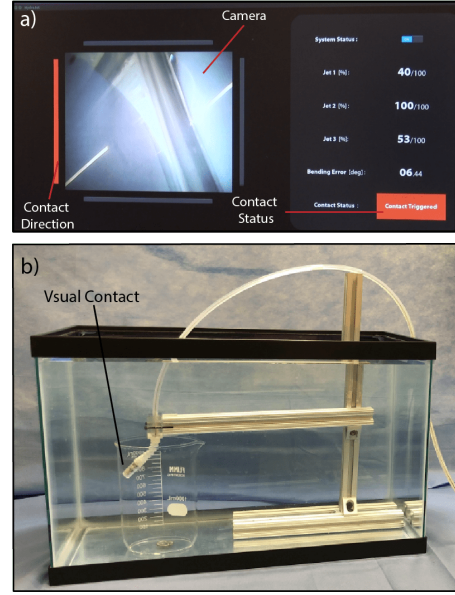 a)
Camera
System Status :
Jet 1 [%]: 40/100
Jet 2 [%]: 100/100
Jet 3 [%]: 53/100
Bending Error [deg]: 06.44
Contact Status : Contact Triggered
Contact Direction
Contact Status
b)
Vsual Contact